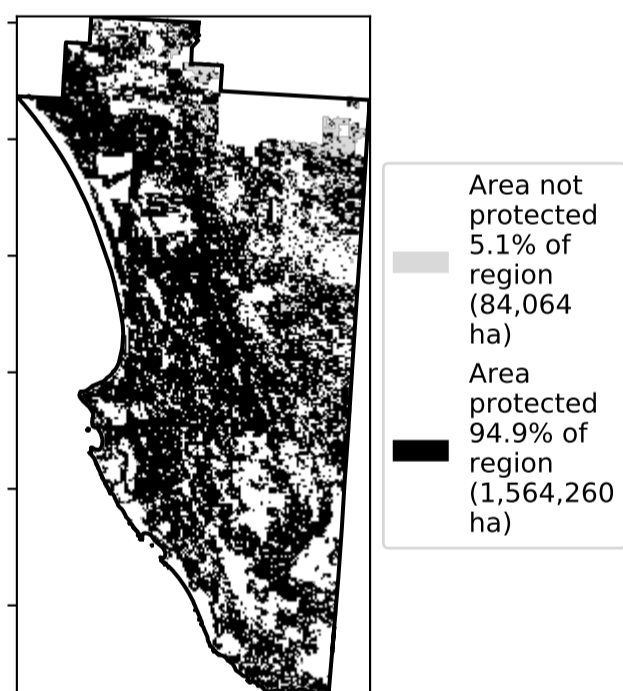 Area not
protected
5.1% of
region
(84,064
ha)
Area
protected
94.9% of
region
(1,564,260
ha)